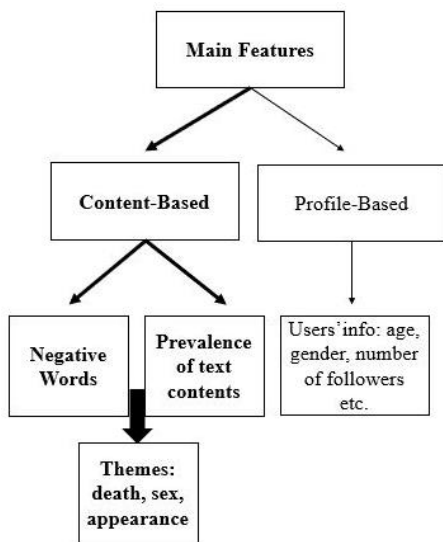 Main Features
Content-Based
Profile-Based
Negative
Words
Prevalence
of text
contents
Users'info: age,
gender, number
of followers
etc.
Themes:
death, sex,
appearance